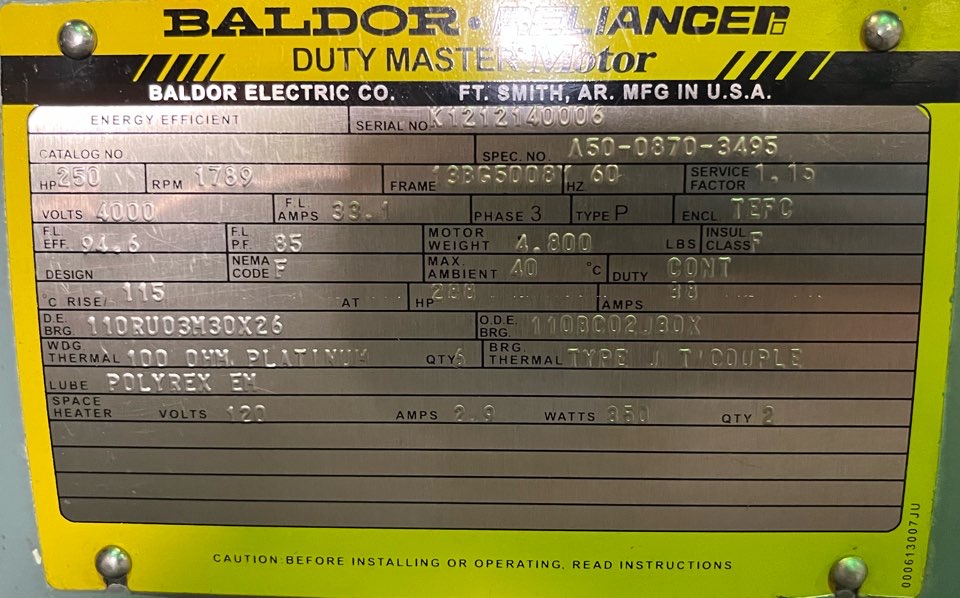 BALDOR · RELIANCER
DUTY MASTER Motor
BALDOR ELECTRIC CO. FT. SMITH, AR. MFG IN U.S.A.
ENERGY EFFICIENT SERIAL NO K1212140006
CATALOG NO SPEC. NO. A50-0870-3495
HP 250 RPM 1789 FRAME HZ. 60 SERVICE FACTOR 1.15
VOLTS 4000 F.L. AMPS 33.1 PHASE 3 TYPE P ENCL TEFC
F.L. EFF. 94.6 F.L. P.F. 85 MOTOR WEIGHT 4.800 LBS INSUL CLASS F
DESIGN NEMA CODE F MAX. AMBIENT 40 °C DUTY CONT
°C RISE/ 115 AT HP AMPS
D.E. BRG. 110RU03M30X26 O.D.E. BRG. 110BC02J30X
WDG. THERMAL 100 OHM PLATINUM QTY 6 BRG THERMAL TYPE J T/COUPLE
LUBE POLYREX EM
SPACE HEATER VOLTS 120 AMPS 2.9 WATTS 350 QTY 2
CAUTION: BEFORE INSTALLING OR OPERATING, READ INSTRUCTIONS
000613007JU